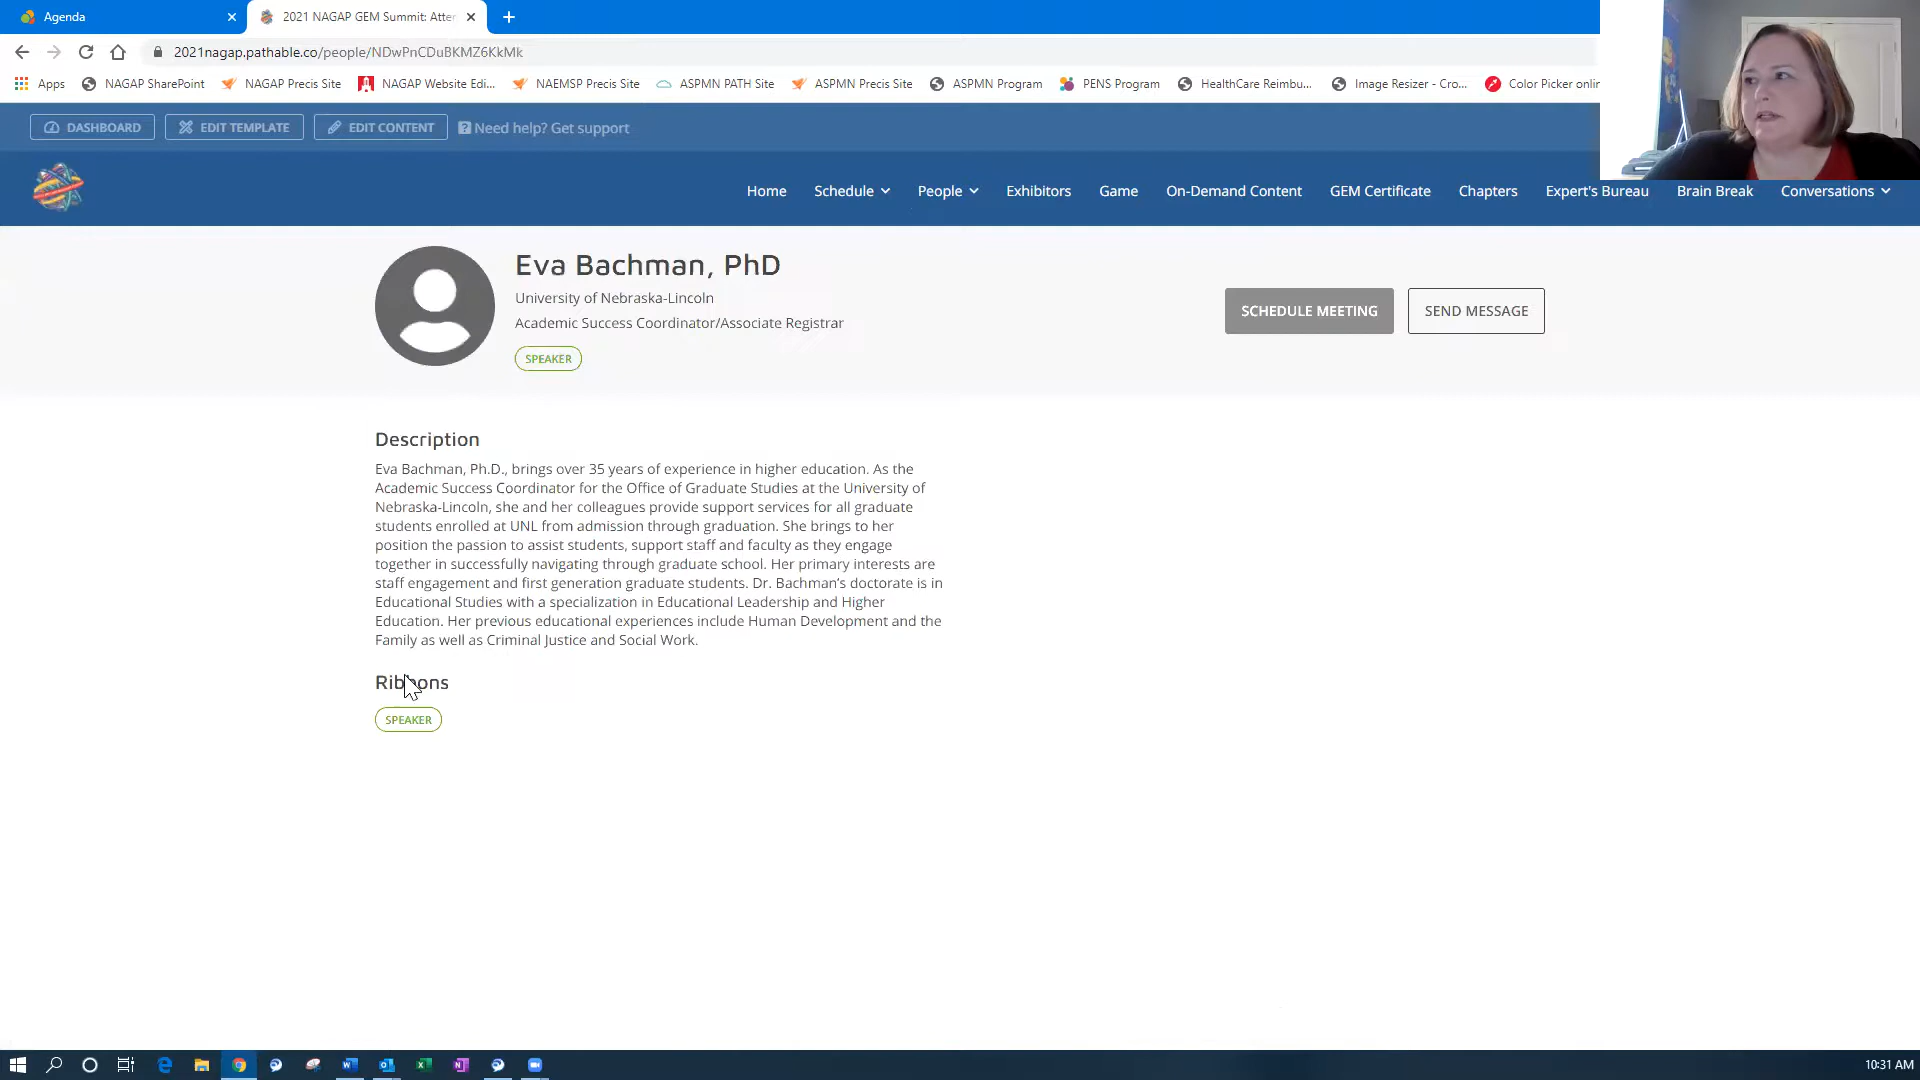 Agenda
2021 NAGAP GEM Summit: Atter
2021nagap.pathable.co/people/NDwPnCDuBKMZ6KkMk
Apps NAGAP SharePoint NAGAP Precis Site NAGAP Website Edi... NAEMSP Precis Site ASPMN PATH Site ASPMN Precis Site ASPMN Program PENS Program HealthCare Reimbu... Image Resizer - Cro... Color Picker onlin
DASHBOARD EDIT TEMPLATE EDIT CONTENT Need help? Get support
Home Schedule People Exhibitors Game On-Demand Content GEM Certificate Chapters Expert's Bureau Brain Break Conversations
Eva Bachman, PhD
University of Nebraska-Lincoln
Academic Success Coordinator/Associate Registrar
SPEAKER
SCHEDULE MEETING SEND MESSAGE
Description
Eva Bachman, Ph.D., brings over 35 years of experience in higher education. As the
Academic Success Coordinator for the Office of Graduate Studies at the University of
Nebraska-Lincoln, she and her colleagues provide support services for all graduate
students enrolled at UNL from admission through graduation. She brings to her
position the passion to assist students, support staff and faculty as they engage
together in successfully navigating through graduate school. Her primary interests are
staff engagement and first generation graduate students. Dr. Bachman’s doctorate is in
Educational Studies with a specialization in Educational Leadership and Higher
Education. Her previous educational experiences include Human Development and the
Family as well as Criminal Justice and Social Work.
Ribbons
SPEAKER
10:31 AM